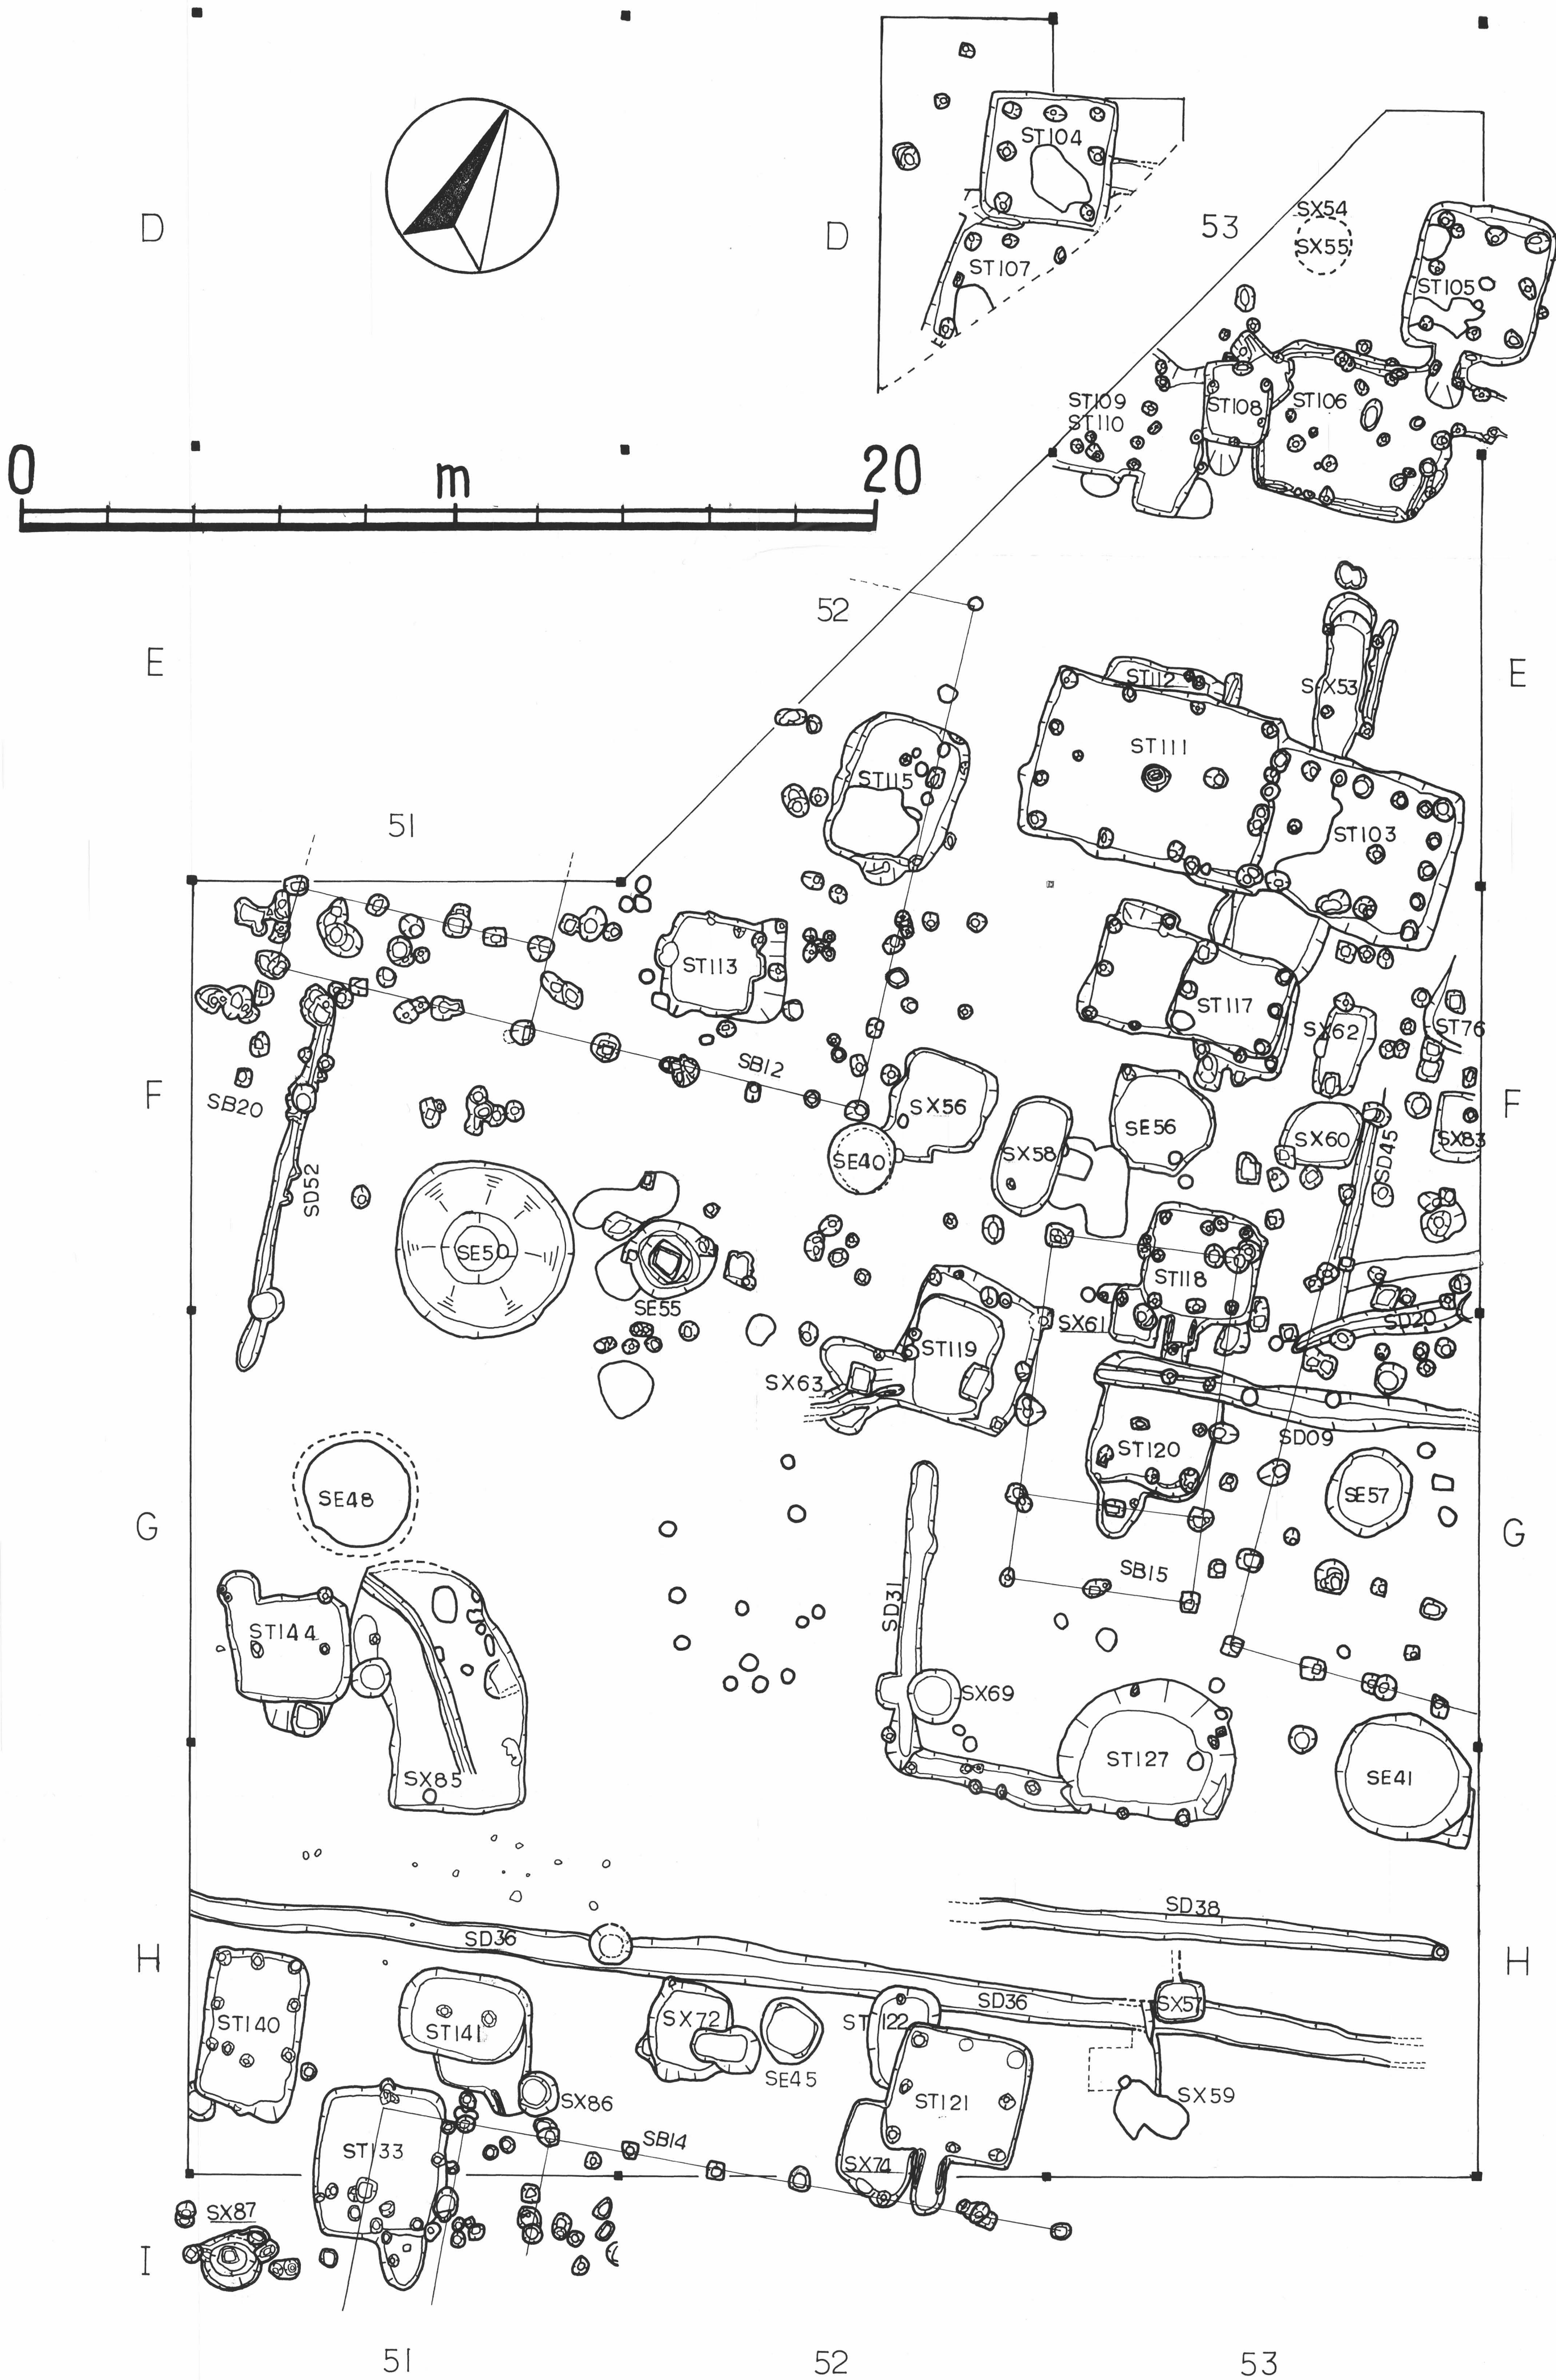 D
D
53
ST104
SX54
SX55
ST107
ST105
ST109
ST110
ST108
ST106
0
m
20
52
E
E
ST112
SX53
ST111
ST115
51
ST103
ST113
ST117
SX62
ST76
SB12
SB20
F
F
SX56
SX58
SE56
SX60
SD45
SX83
SE40
SD52
SE50
SE55
ST118
SX61
SD20
ST119
SX63
ST120
SD09
SE48
SE57
G
G
SB15
SD31
ST144
SX69
ST127
SE41
SX85
SD38
SD36
H
H
SD36
SX57
ST140
ST141
SX72
ST122
SE45
SX86
ST121
SX59
ST133
SB14
SX74
SX87
I
51
52
53